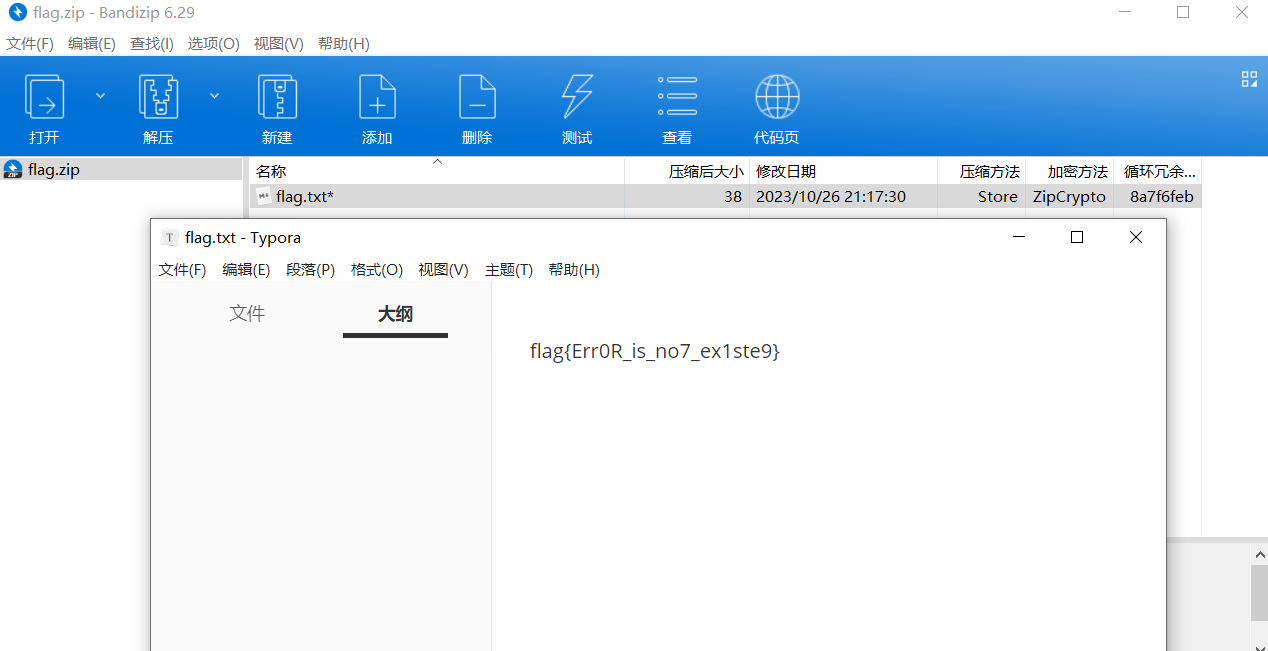 flag.zip - Bandizip 6.29
文件(F) 编辑(E) 查找(I) 选项(O) 视图(V) 帮助(H)
打开 解压 新建 添加 删除 测试 查看 代码页
flag.zip
名称 压缩后大小 修改日期 压缩方法 加密方法 循环冗余...
flag.txt* 38 2023/10/26 21:17:30 Store ZipCrypto 8a7f6feb
T flag.txt - Typora
文件(F) 编辑(E) 段落(P) 格式(O) 视图(V) 主题(T) 帮助(H)
文件 大纲
flag{Err0R_is_no7_ex1ste9}